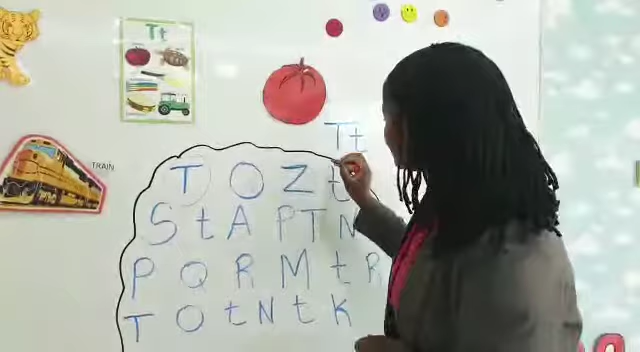 Tt
Tt
TRAIN
T O Z t
S t A P T N
P Q R M t R
T O t N t K